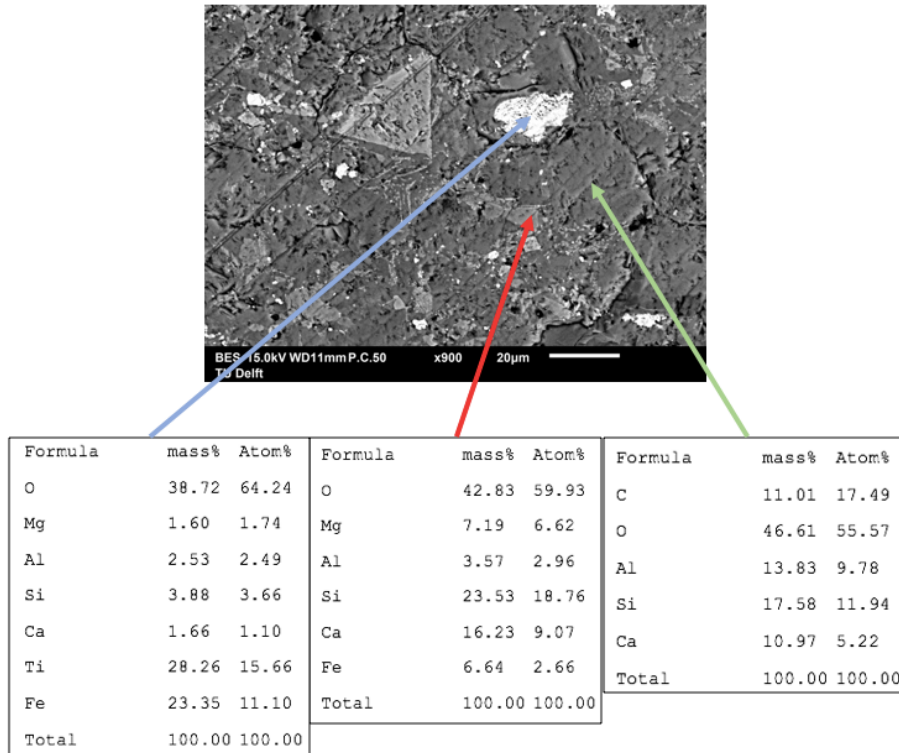 BES 15.0kV WD11mm P.C.50 x900 20µm
TU Delft
Formula mass% Atom%
O 38.72 64.24
Mg 1.60 1.74
Al 2.53 2.49
Si 3.88 3.66
Ca 1.66 1.10
Ti 28.26 15.66
Fe 23.35 11.10
Total 100.00 100.00
Formula mass% Atom%
O 42.83 59.93
Mg 7.19 6.62
Al 3.57 2.96
Si 23.53 18.76
Ca 16.23 9.07
Fe 6.64 2.66
Total 100.00 100.00
Formula mass% Atom%
C 11.01 17.49
O 46.61 55.57
Al 13.83 9.78
Si 17.58 11.94
Ca 10.97 5.22
Total 100.00 100.00